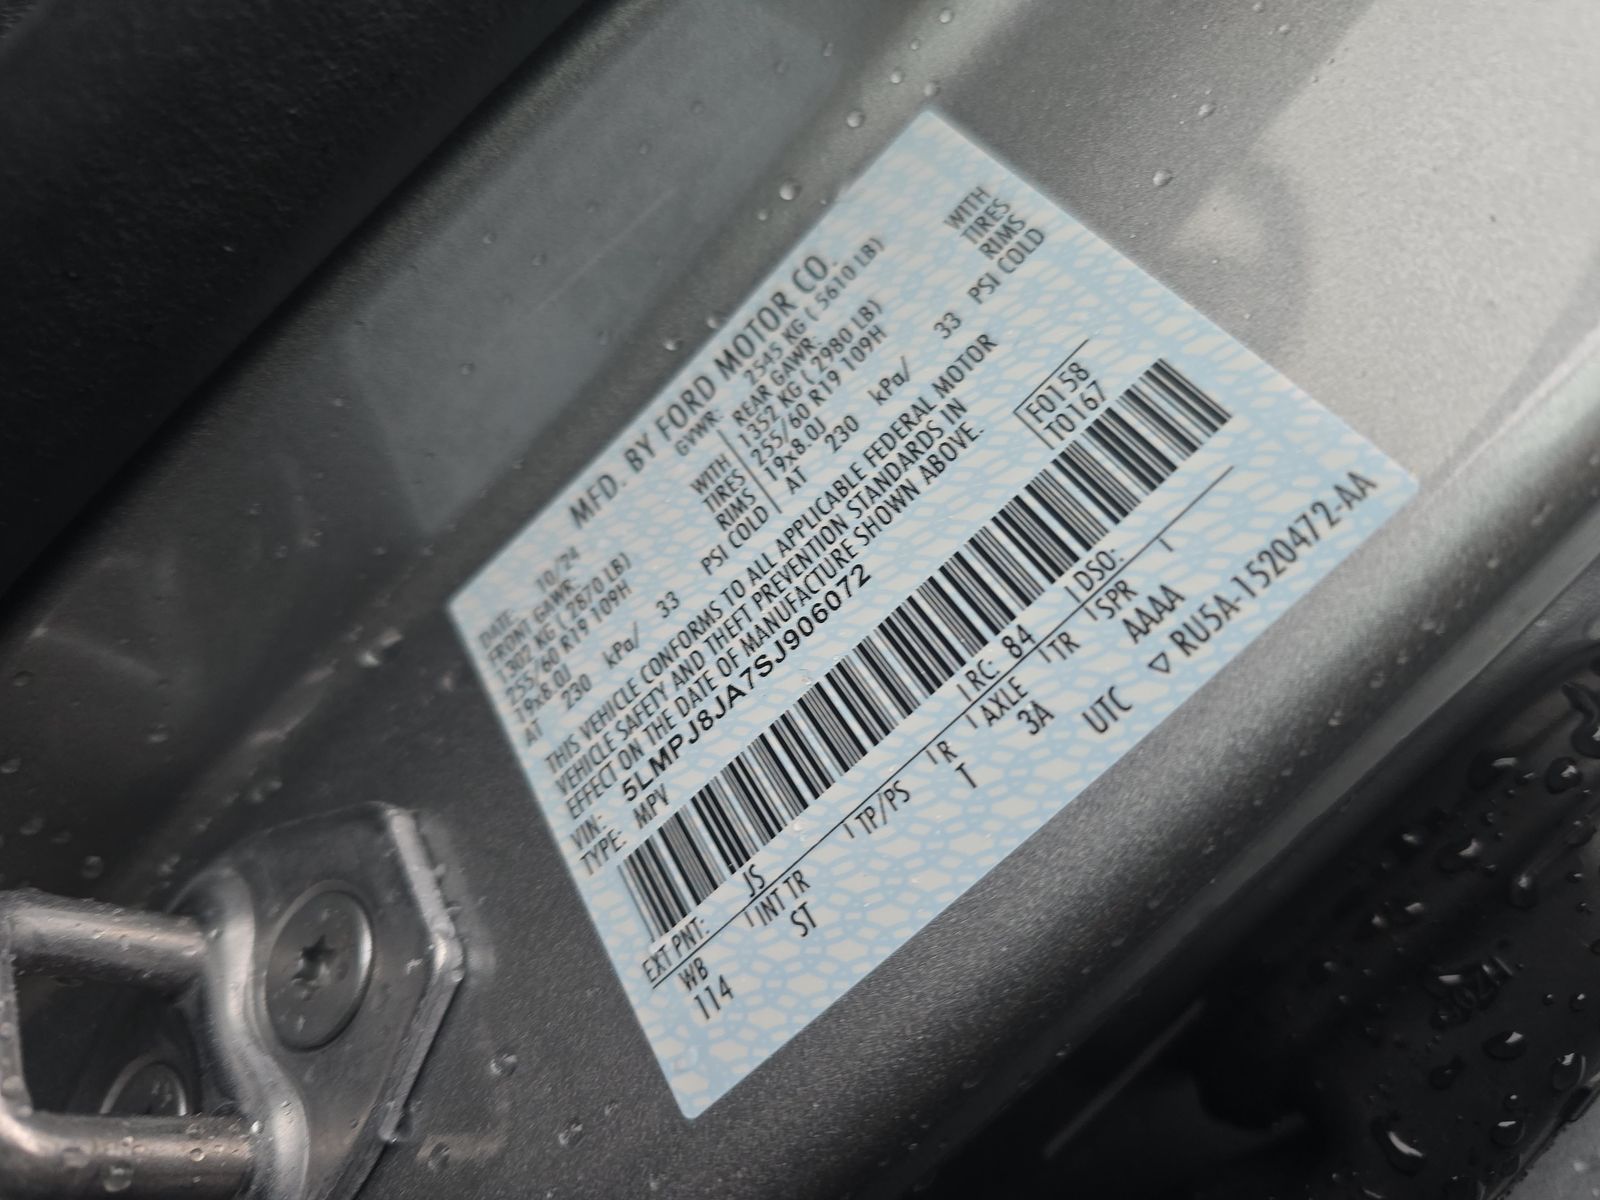 MFD. BY FORD MOTOR CO.
DATE: 10/24 GVWR: 2545 KG ( 5610 LB)
FRONT GAWR: REAR GAWR:
1302 KG ( 2870 LB) WITH 1352 KG ( 2980 LB) WITH
255/60 R19 109H TIRES 255/60 R19 109H TIRES
19x8.0J RIMS 19x8.0J RIMS
AT 230 kPa/ 33 PSI COLD AT 230 kPa/ 33 PSI COLD
THIS VEHICLE CONFORMS TO ALL APPLICABLE FEDERAL MOTOR
VEHICLE SAFETY AND THEFT PREVENTION STANDARDS IN
EFFECT ON THE DATE OF MANUFACTURE SHOWN ABOVE.
VIN: 5LMPJ8JA7SJ906072 F0158
TYPE: MPV T0167
EXT PNT: JS RC: 84 DSO:
WB INT TR TP/PS R AXLE TR SPR
114 ST T 3A AAAA
UTC ▽ RU5A-1520472-AA